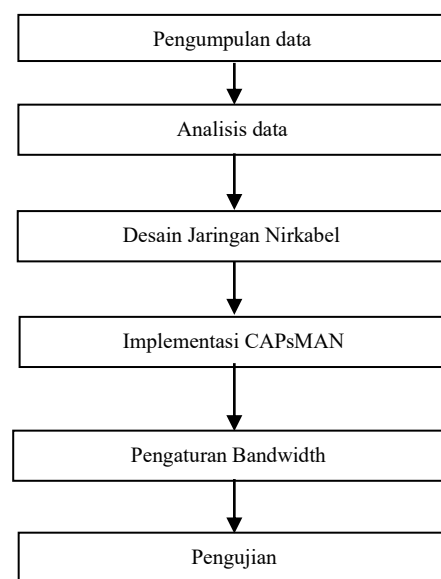 Pengumpulan data
Analisis data
Desain Jaringan Nirkabel
Implementasi CAPsMAN
Pengaturan Bandwidth
Pengujian